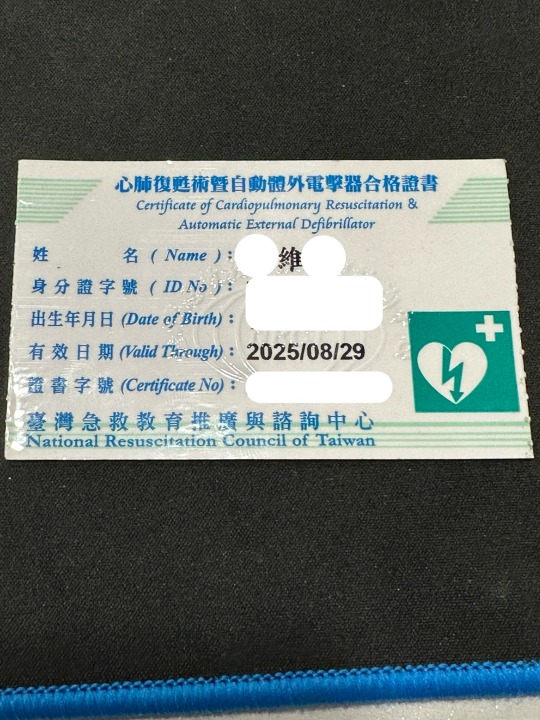 心肺復甦術暨自動體外電擊器合格證書
Certificate of Cardiopulmonary Resuscitation &
Automatic External Defibrillator
姓 名 ( Name ) : 維
身分證字號 ( ID No ) :
出生年月日 (Date of Birth) :
有效日期 (Valid Through) : 2025/08/29
證書字號 (Certificate No) :
臺灣急救教育推廣與諮詢中心
National Resuscitation Council of Taiwan